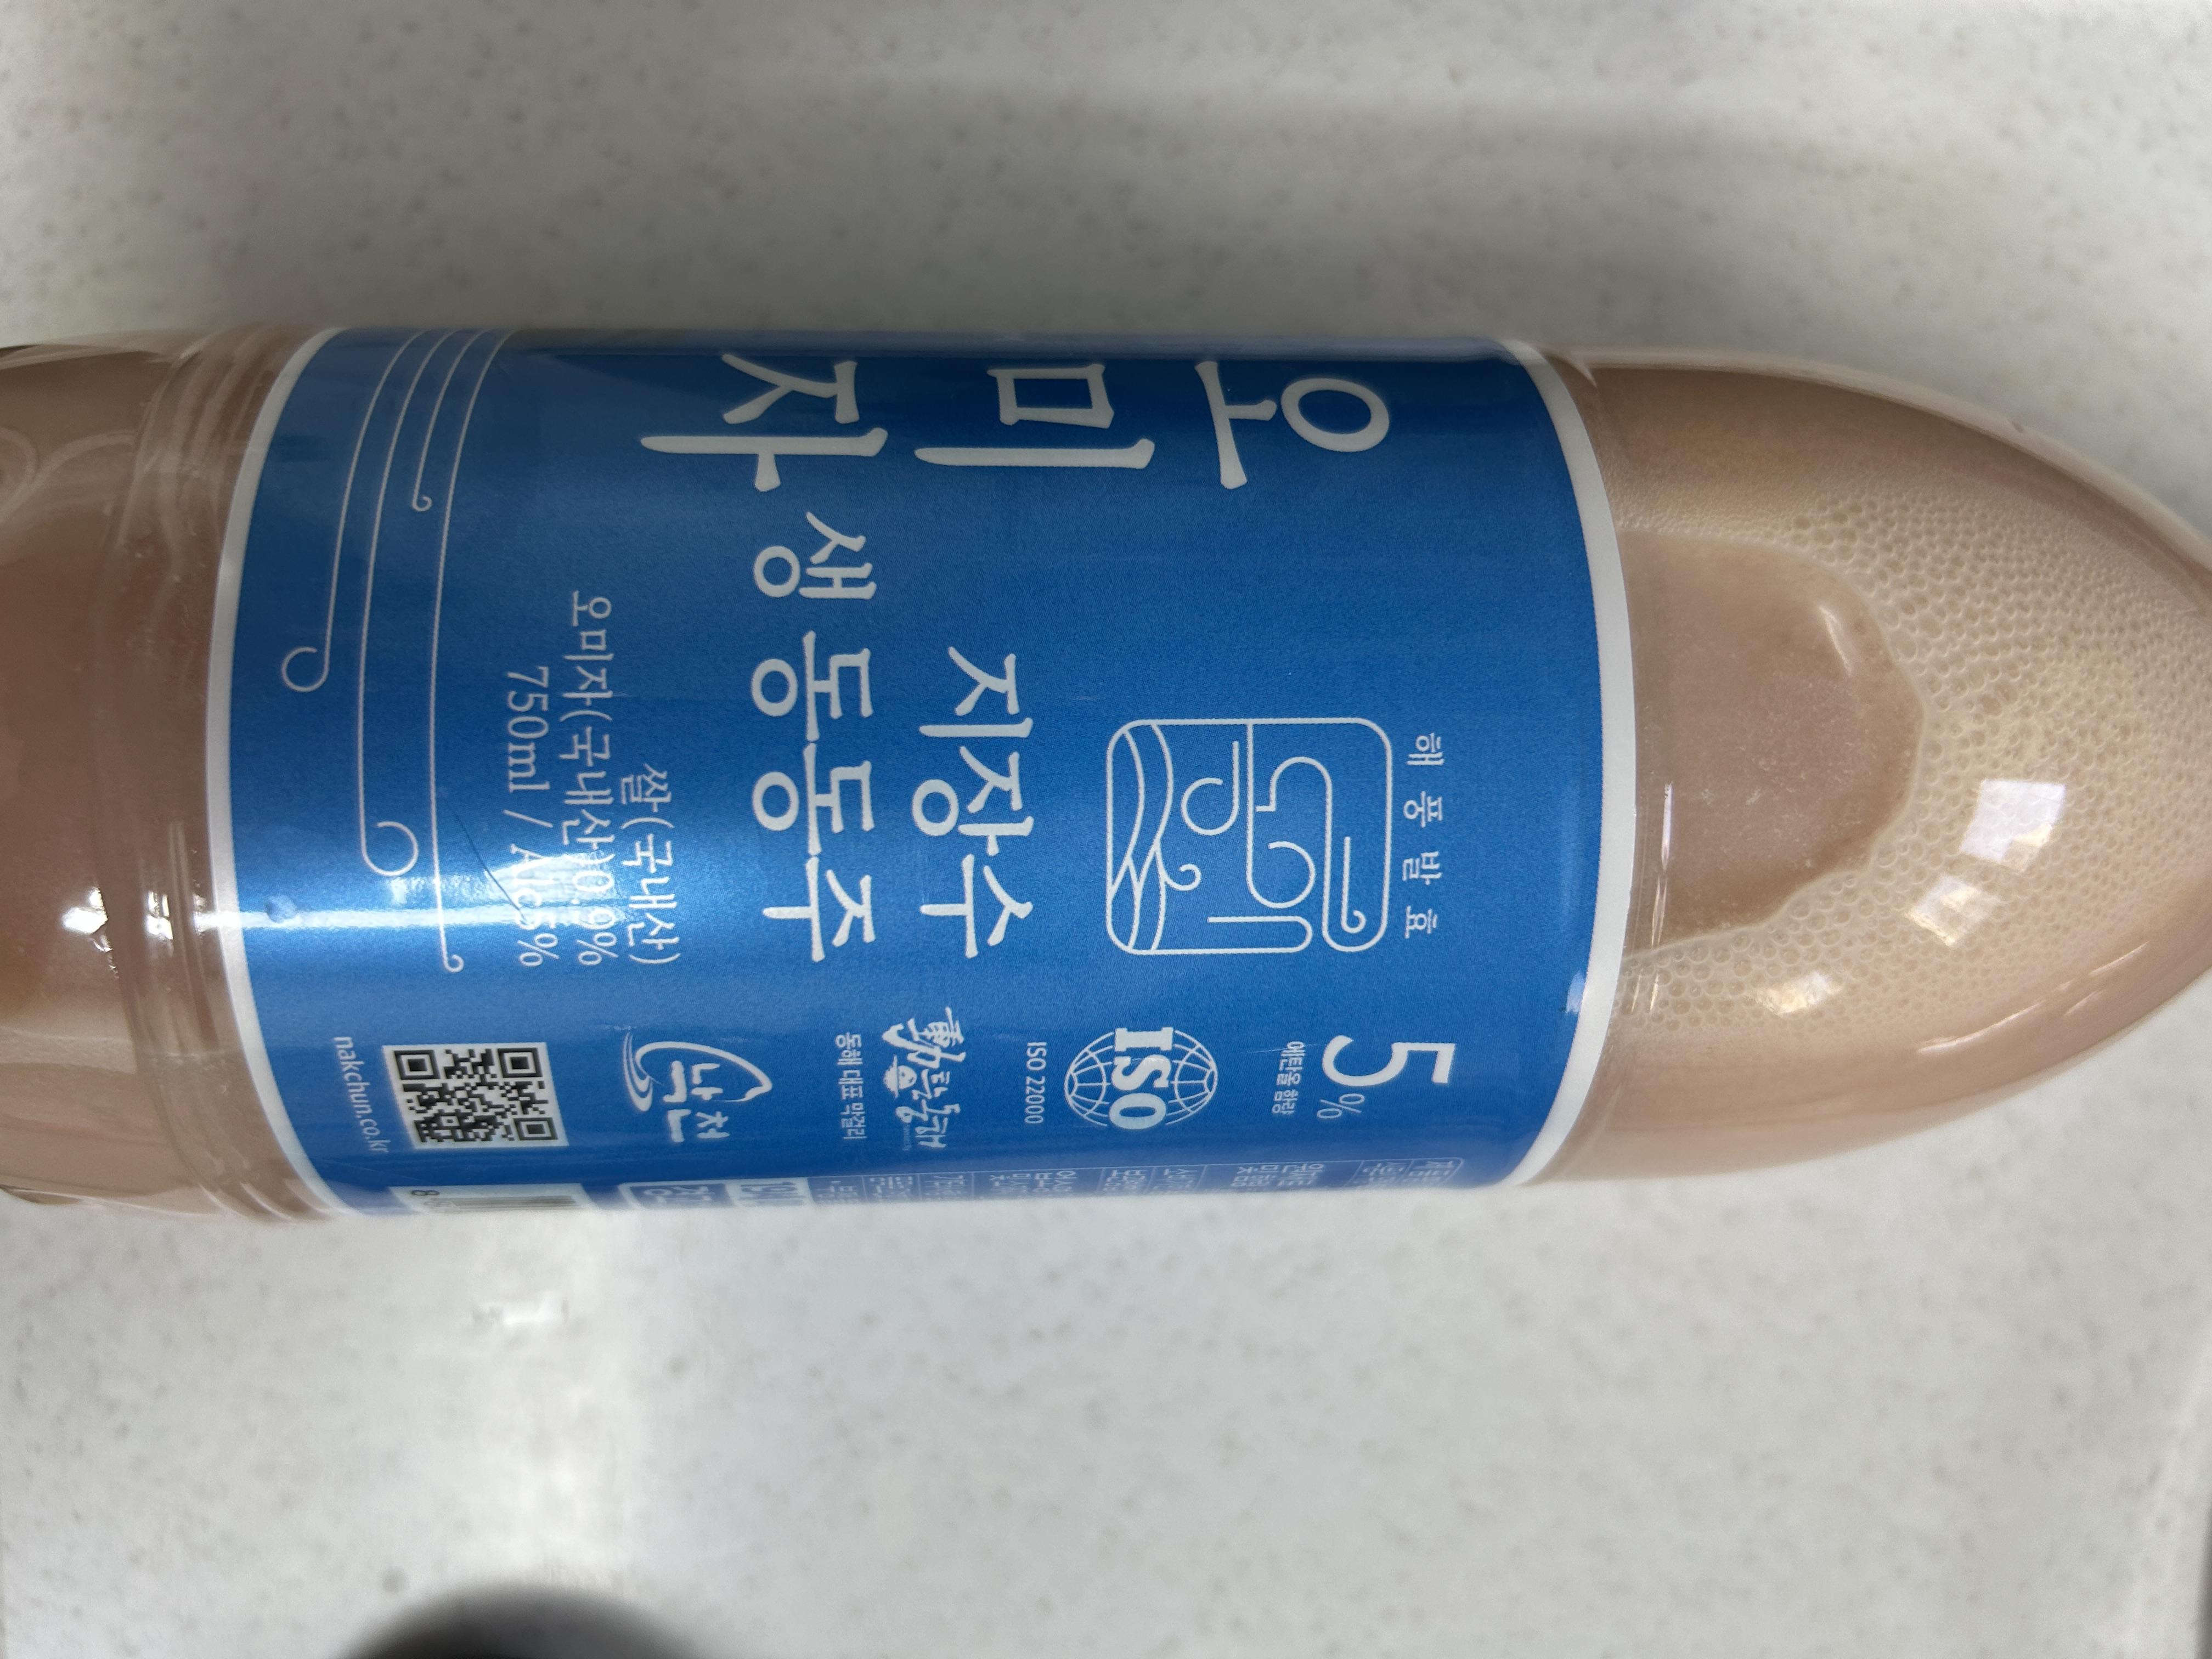 오미자
해풍발효
지장수
생동동주
쌀(국내산)
오미자(국내산)0.9%
750ml / Alc5%
5%
에탄올 함량
ISO
ISO 22000
동해 대표 막걸리
낙천
nakchun.co.kr